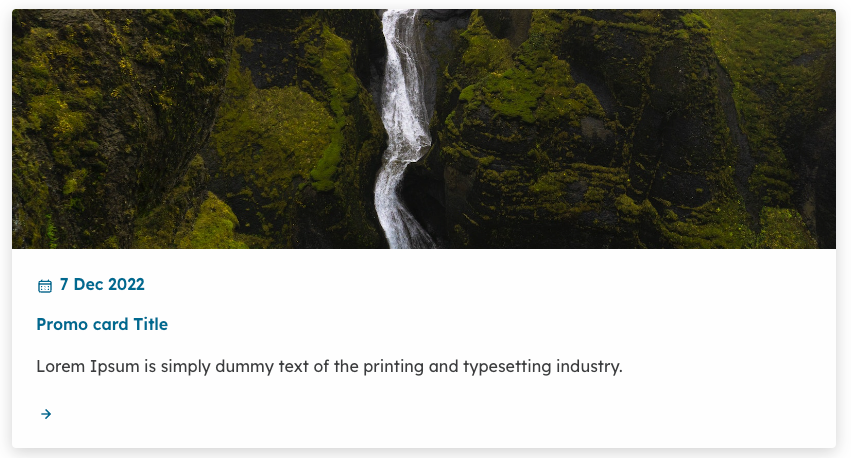 7 Dec 2022
Promo card Title
Lorem Ipsum is simply dummy text of the printing and typesetting industry.